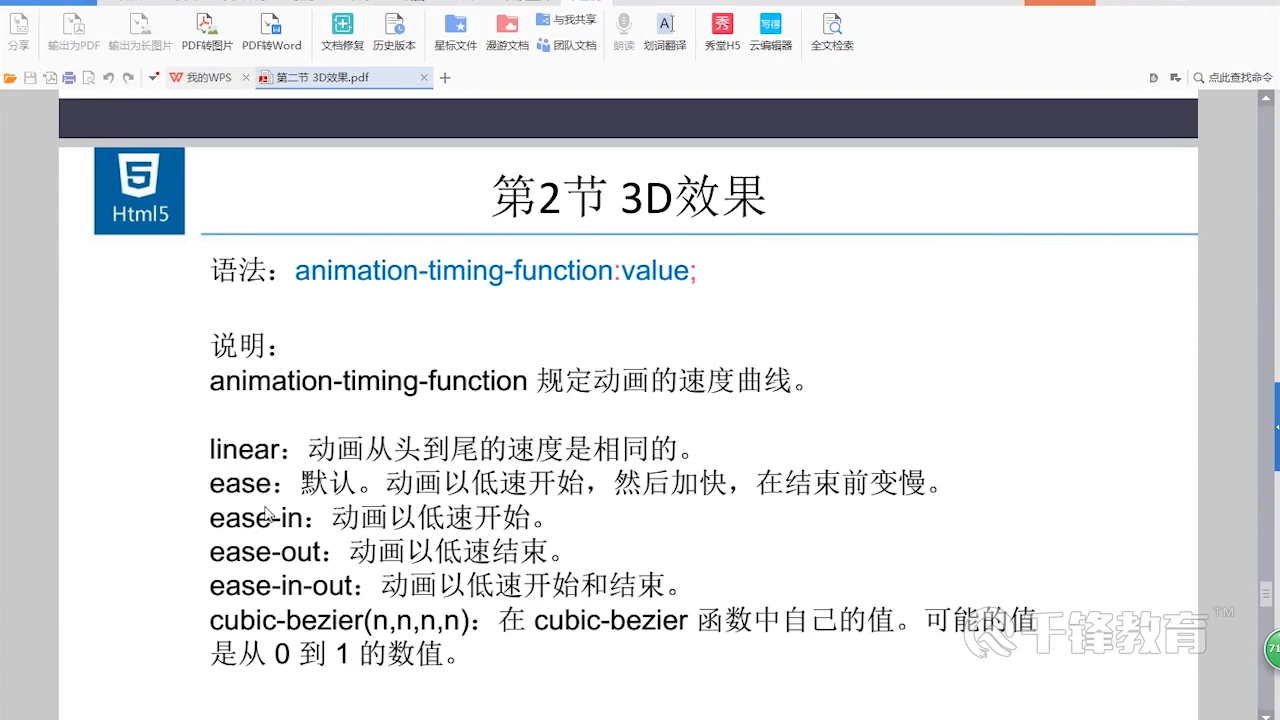 分享
输出为PDF
输出为长图片
PDF转图片
PDF转Word
文档修复
历史版本
星标文件
漫游文档
与我共享
团队文档
朗读
划词翻译
秀堂H5
云编辑器
全文检索
秀
写得
我的WPS
第二节 3D效果.pdf
点此查找命令
5
Html5
第2节 3D效果
语法：animation-timing-function:value;
说明：
animation-timing-function 规定动画的速度曲线。
linear：动画从头到尾的速度是相同的。
ease：默认。动画以低速开始，然后加快，在结束前变慢。
ease-in：动画以低速开始。
ease-out：动画以低速结束。
ease-in-out：动画以低速开始和结束。
cubic-bezier(n,n,n,n)：在 cubic-bezier 函数中自己的值。可能的值
是从 0 到 1 的数值。
千锋教育™
71